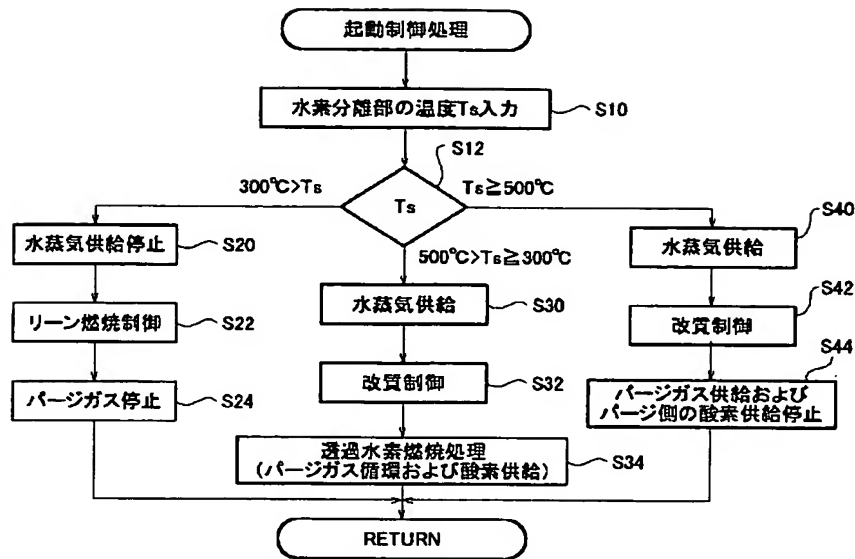 起動制御処理
水素分離部の温度Ts入力
S10
S12
300℃>Ts
Ts
Ts≧500℃
500℃>Ts≧300℃
水蒸気供給停止
S20
リーン燃焼制御
S22
パージガス停止
S24
水蒸気供給
S30
改質制御
S32
透過水素燃焼処理
(パージガス循環および酸素供給)
S34
水蒸気供給
S40
改質制御
S42
パージガス供給および
パージ側の酸素供給停止
S44
RETURN